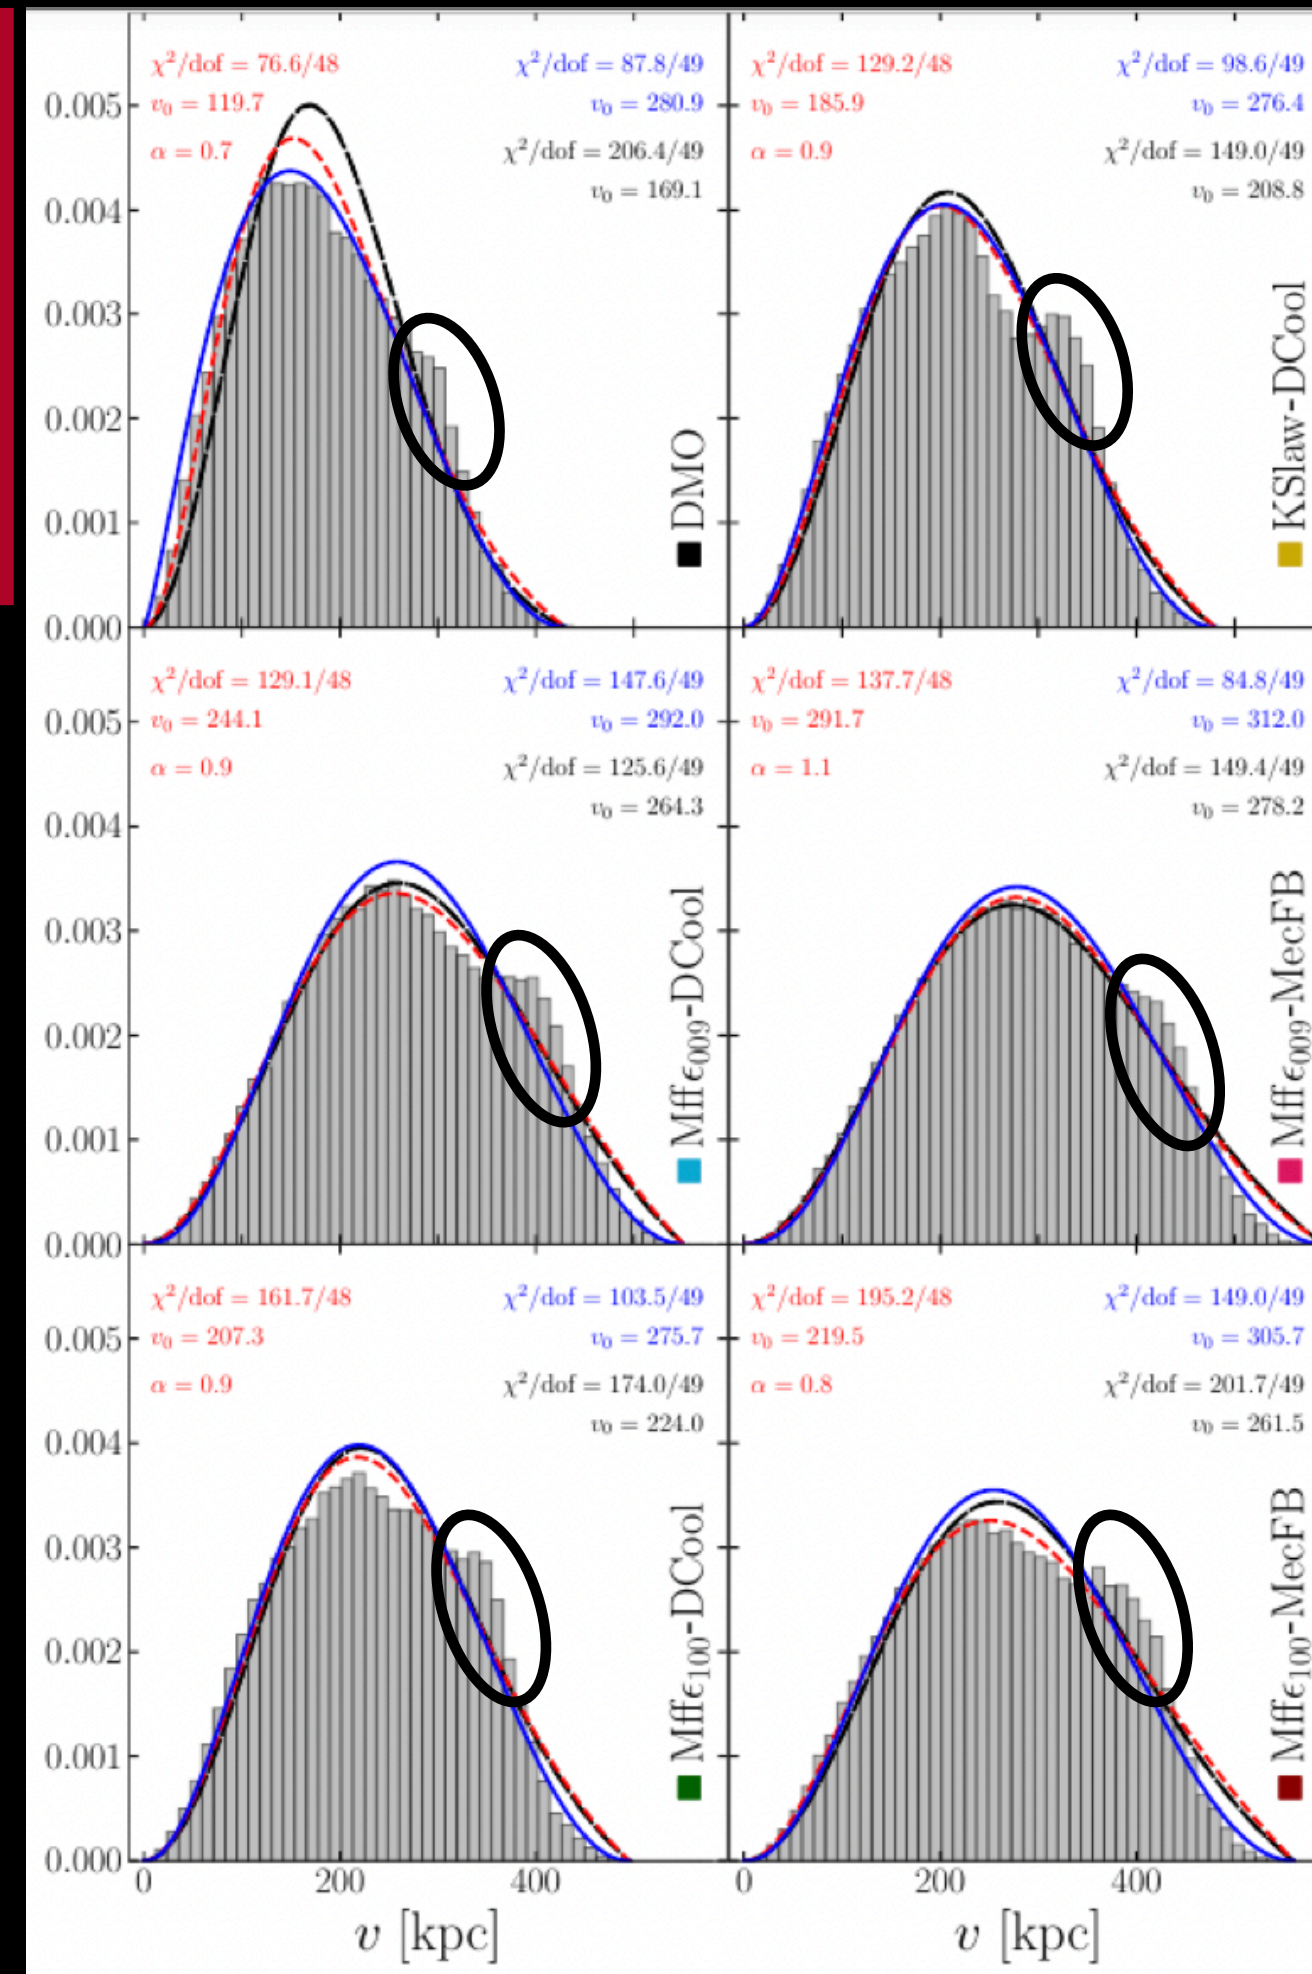 χ²/dof = 76.6/48
v₀ = 119.7
α = 0.7
χ²/dof = 87.8/49
v₀ = 280.9
χ²/dof = 206.4/49
v₀ = 169.1
DMO
0.005
0.004
0.003
0.002
0.001
0.000
χ²/dof = 129.2/48
v₀ = 185.9
α = 0.9
χ²/dof = 98.6/49
v₀ = 276.4
χ²/dof = 149.0/49
v₀ = 208.8
KSlaw-DCool
χ²/dof = 129.1/48
v₀ = 244.1
α = 0.9
χ²/dof = 147.6/49
v₀ = 292.0
χ²/dof = 125.6/49
v₀ = 264.3
Mffϵ₀₀₉-DCool
0.005
0.004
0.003
0.002
0.001
0.000
χ²/dof = 137.7/48
v₀ = 291.7
α = 1.1
χ²/dof = 84.8/49
v₀ = 312.0
χ²/dof = 149.4/49
v₀ = 278.2
Mffϵ₀₀₉-MecFB
χ²/dof = 161.7/48
v₀ = 207.3
α = 0.9
χ²/dof = 103.5/49
v₀ = 275.7
χ²/dof = 174.0/49
v₀ = 224.0
Mffϵ₁₀₀-DCool
0.005
0.004
0.003
0.002
0.001
0.000
χ²/dof = 195.2/48
v₀ = 219.5
α = 0.8
χ²/dof = 149.0/49
v₀ = 305.7
χ²/dof = 201.7/49
v₀ = 261.5
Mffϵ₁₀₀-MecFB
0 200 400
0 200 400
v [kpc]
v [kpc]